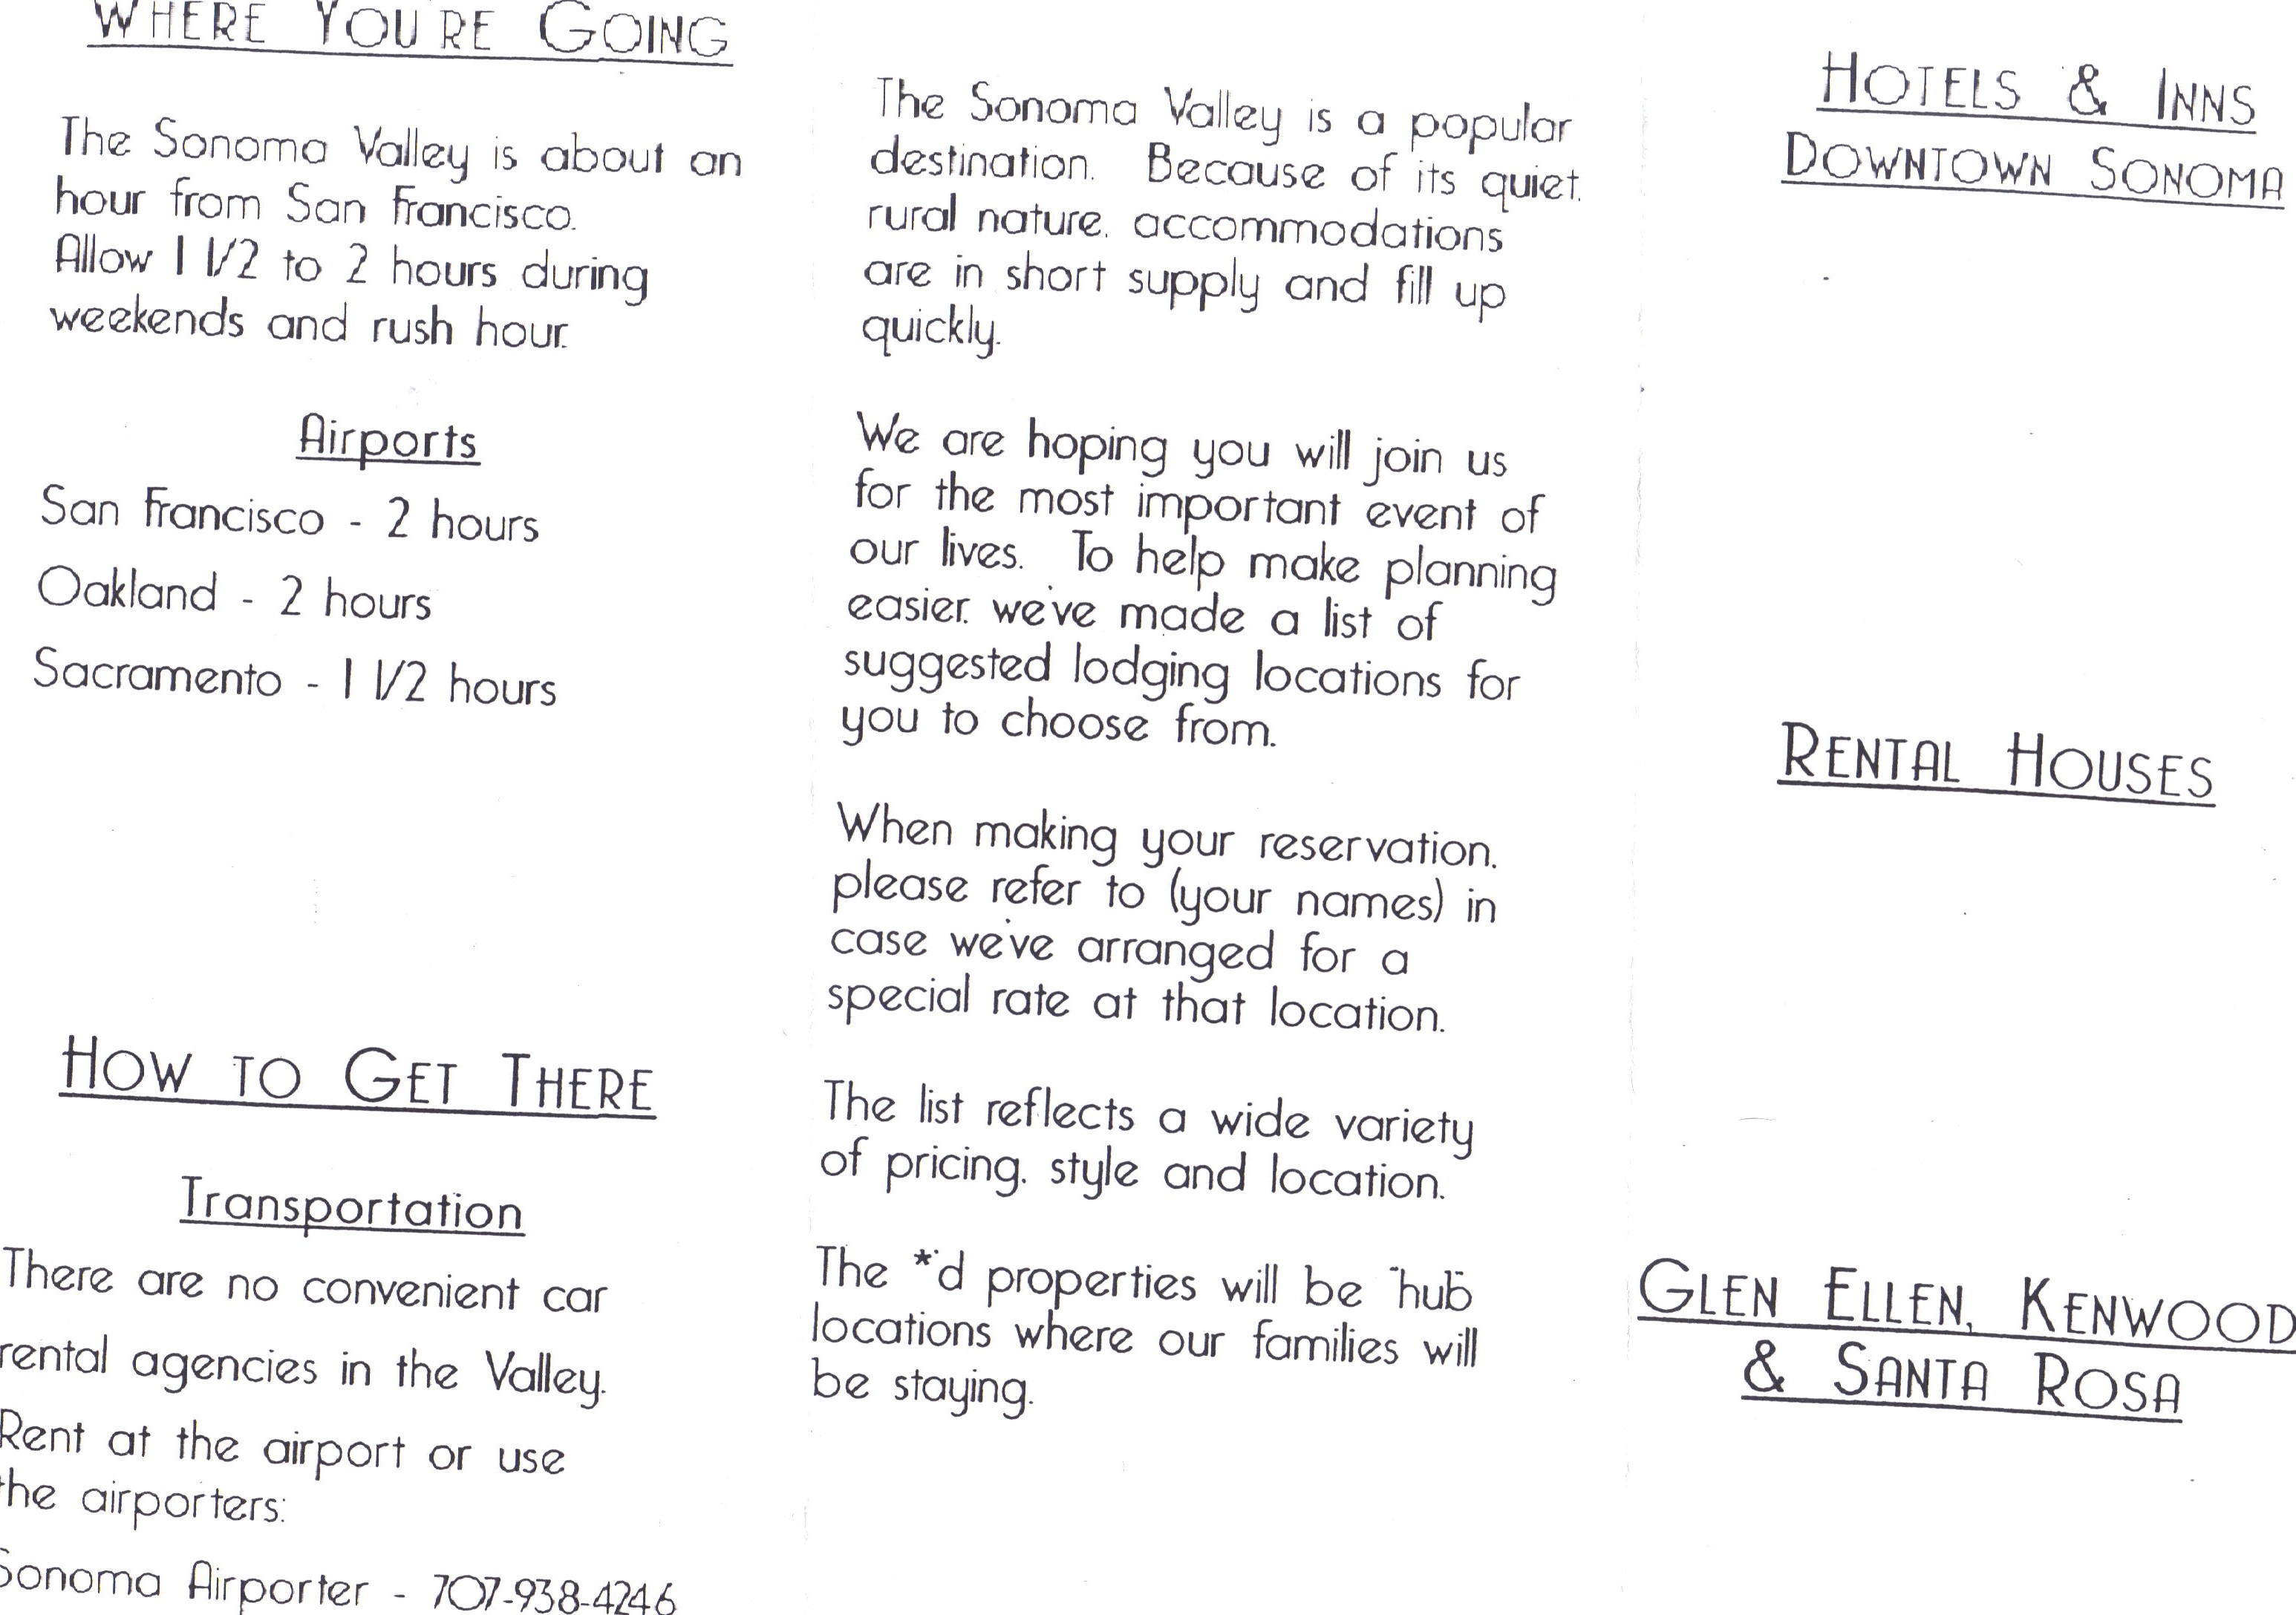 WHERE YOU'RE GOING
The Sonoma Valley is about an
hour from San Francisco.
Allow 1 1/2 to 2 hours during
weekends and rush hour.
Airports
San Francisco - 2 hours
Oakland - 2 hours
Sacramento - 1 1/2 hours
HOW TO GET THERE
Transportation
There are no convenient car
rental agencies in the Valley.
Rent at the airport or use
the airporters:
Sonoma Airporter - 707-938-4246
The Sonoma Valley is a popular
destination. Because of its quiet,
rural nature, accommodations
are in short supply and fill up
quickly.
We are hoping you will join us
for the most important event of
our lives. To help make planning
easier, we've made a list of
suggested lodging locations for
you to choose from.
When making your reservation,
please refer to (your names) in
case we've arranged for a
special rate at that location.
The list reflects a wide variety
of pricing, style and location.
The *'d properties will be "hub"
locations where our families will
be staying.
HOTELS & INNS
DOWNTOWN SONOMA
RENTAL HOUSES
GLEN ELLEN, KENWOOD
& SANTA ROSA